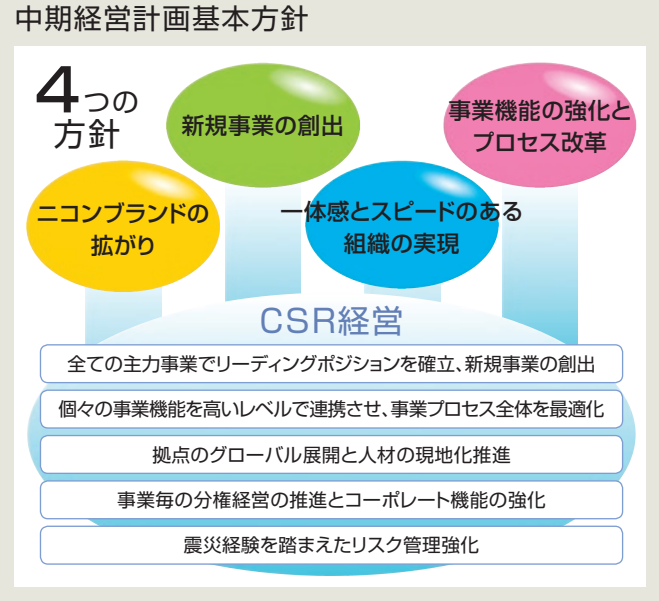 中期経営計画基本方針
4つの
方針
新規事業の創出
事業機能の強化と
プロセス改革
ニコンブランドの
拡がり
一体感とスピードのある
組織の実現
CSR経営
全ての主力事業でリーディングポジションを確立、新規事業の創出
個々の事業機能を高いレベルで連携させ、事業プロセス全体を最適化
拠点のグローバル展開と人材の現地化推進
事業毎の分権経営の推進とコーポレート機能の強化
震災経験を踏まえたリスク管理強化